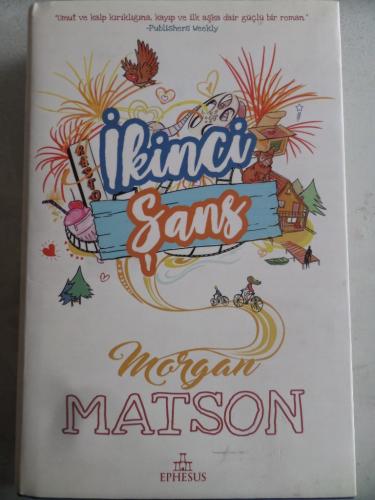 "Umut ve kalp kırıklığına, kayıp ve ilk aşka dair güçlü bir roman."
-Publishers Weekly
İkinci
Şans
Morgan
MATSON
EPHESUS